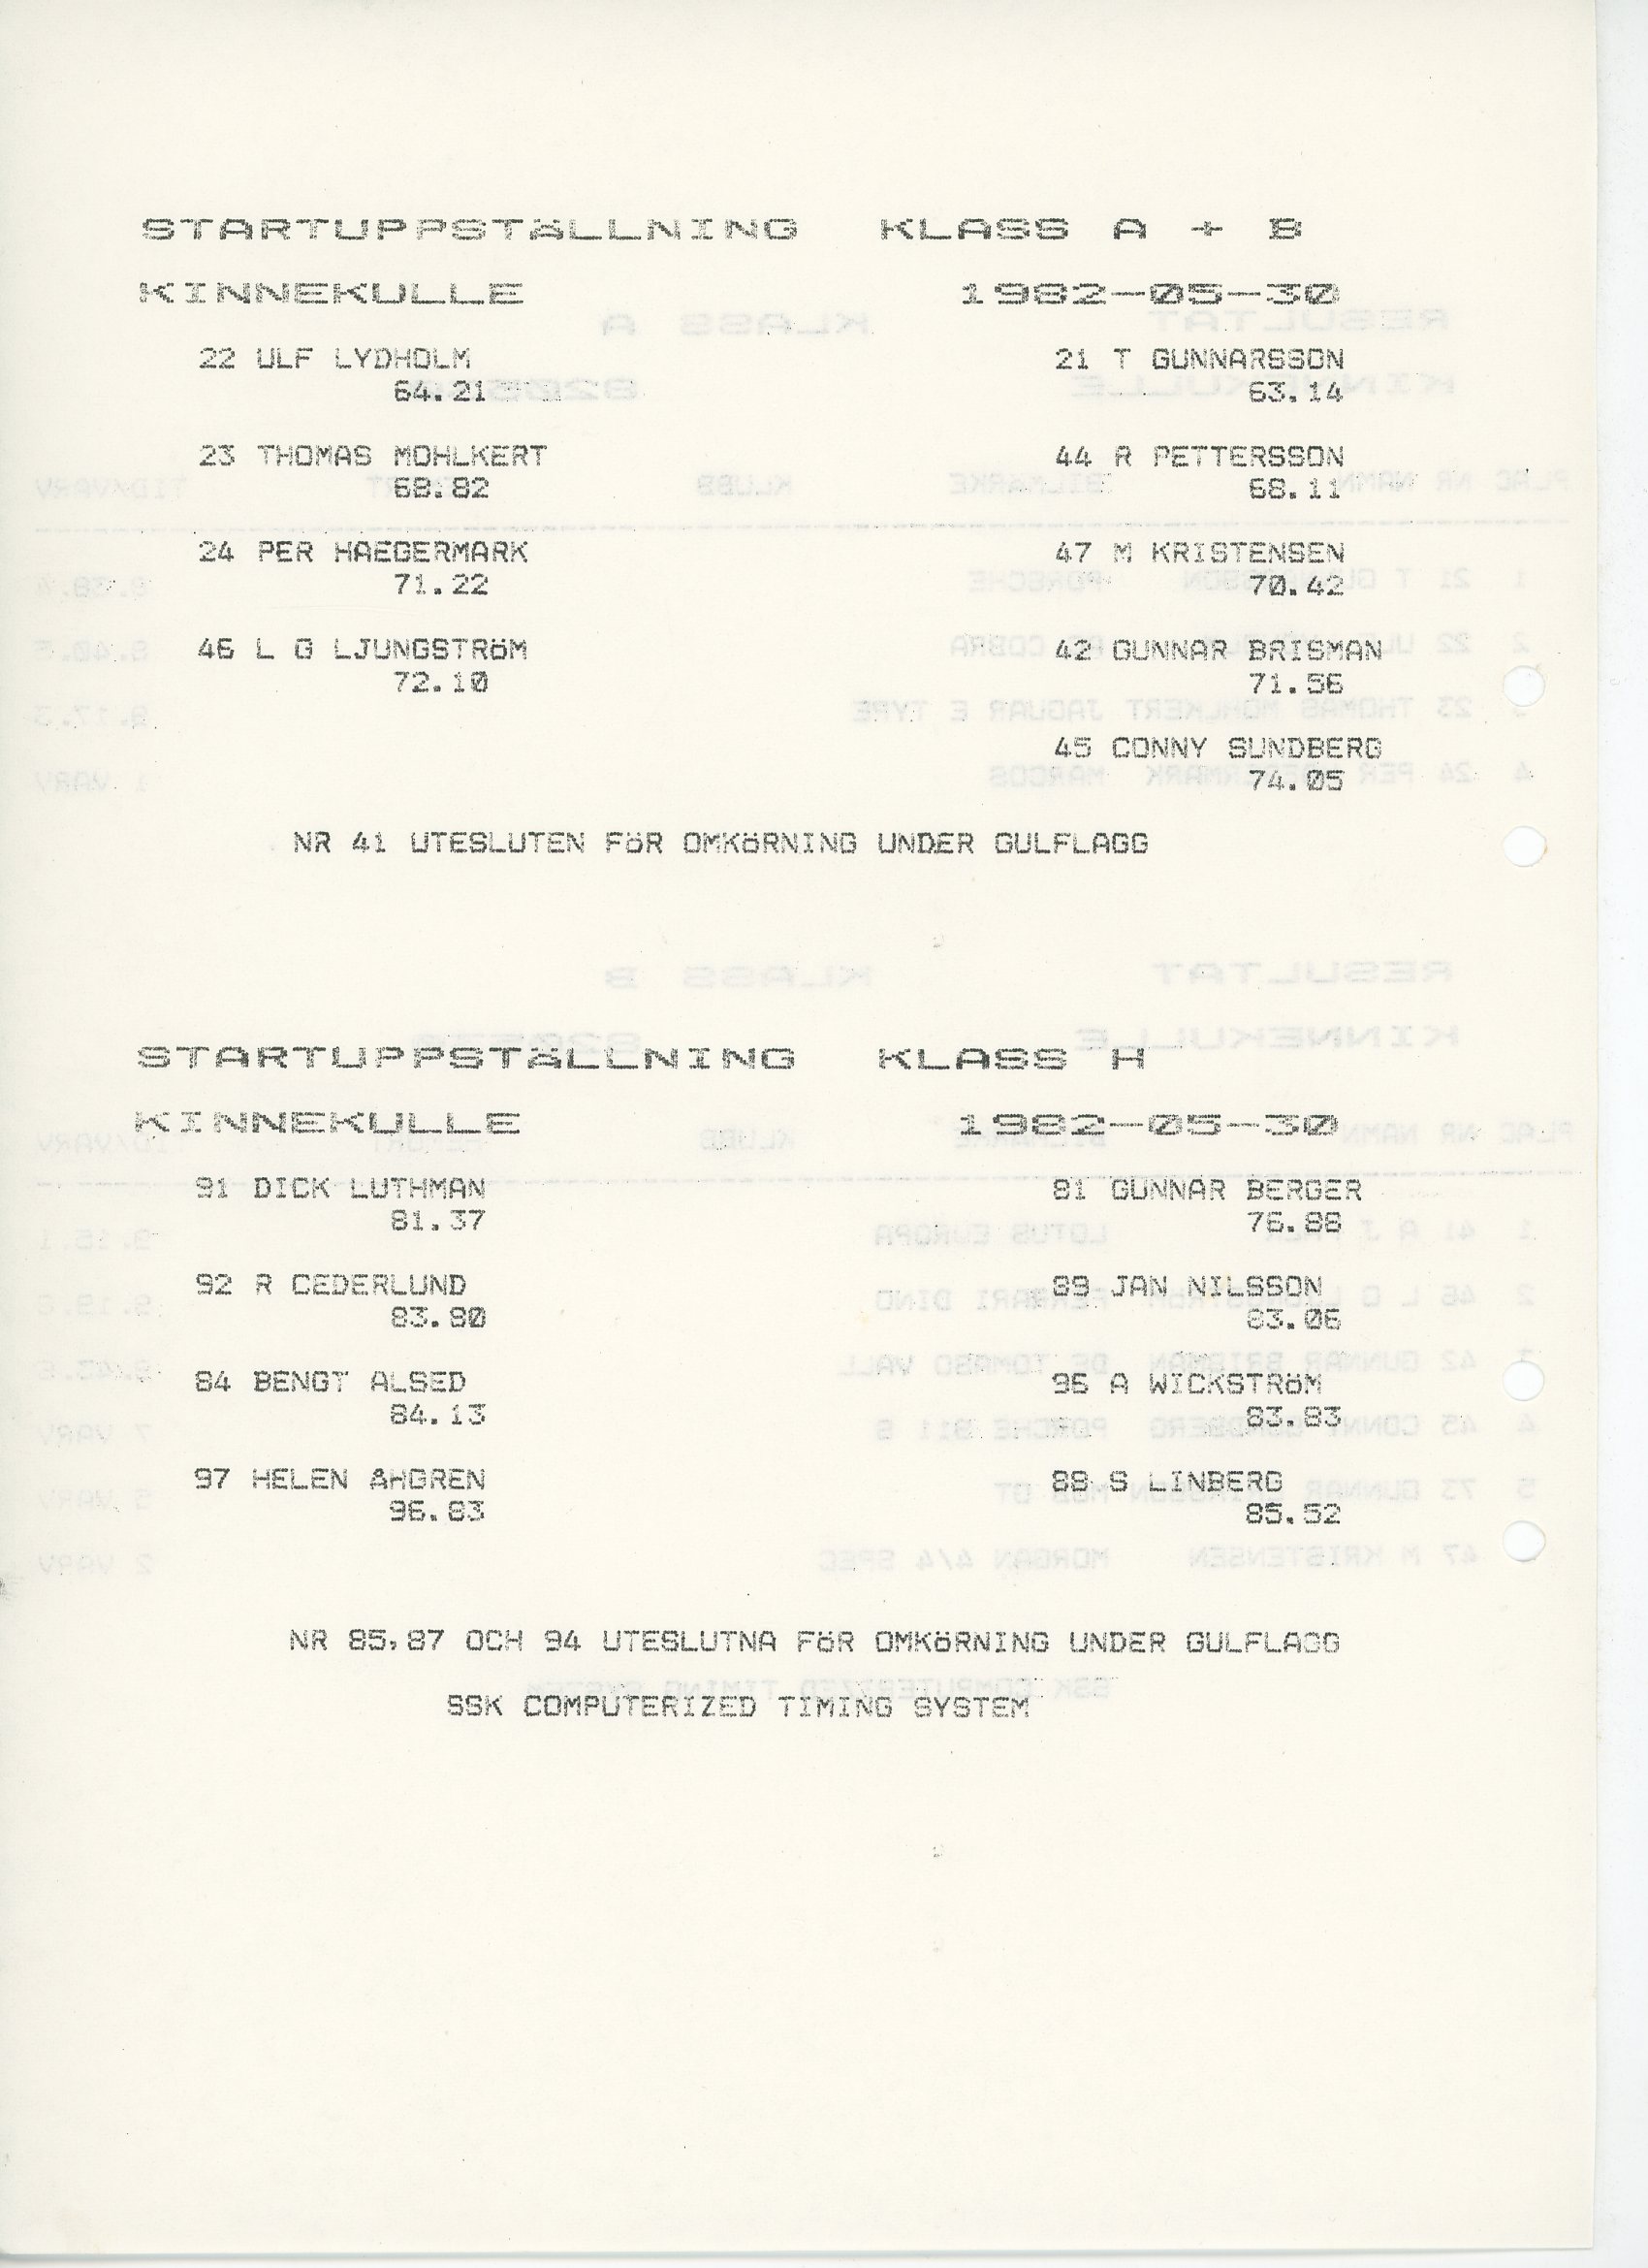 STARTUPPSTÄLLNING KLASS A + B
KINNEKULLE 1982-05-30
22 ULF LYDHOLM 21 T GUNNARSSON
64.21 63.14
23 THOMAS MOHLKERT 44 R PETTERSSON
68.82 68.11
24 PER HAEGERMARK 47 M KRISTENSEN
71.22 70.42
46 L G LJUNGSTRÖM 42 GUNNAR BRISMAN
72.10 71.56
45 CONNY SUNDBERG
74.05
NR 41 UTESLUTEN FÖR OMKÖRNING UNDER GULFLAGG
STARTUPPSTÄLLNING KLASS H
KINNEKULLE 1982-05-30
91 DICK LUTHMAN 81 GUNNAR BERGER
81.37 76.88
92 R CEDERLUND 89 JAN NILSSON
83.80 83.06
84 BENGT ALSED 96 A WICKSTRÖM
84.13 83.83
97 HELEN ÅHGREN 88 S LINBERG
96.83 85.52
NR 85,87 OCH 94 UTESLUTNA FÖR OMKÖRNING UNDER GULFLAGG
SSK COMPUTERIZED TIMING SYSTEM